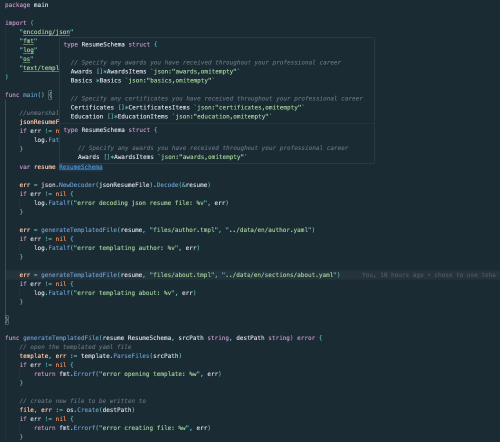 package main
import (
"encoding/json"
"fmt"
"log"
"os"
"text/templ
)
func main() {
//unmarshal
jsonResumeF
if err != n
log.Fatal
}
type ResumeSchema struct {
// Specify any awards you have received throughout your professional career
Awards []*AwardsItems `json:"awards,omitempty"`
Basics *Basics `json:"basics,omitempty"`
// Specify any certificates you have received throughout your professional career
Certificates []*CertificatesItems `json:"certificates,omitempty"`
Education []*EducationItems `json:"education,omitempty"`
type ResumeSchema struct {
// Specify any awards you have received throughout your professional career
Awards []*AwardsItems `json:"awards,omitempty"`
var resume ResumeSchema
err = json.NewDecoder(jsonResumeFile).Decode(&resume)
if err != nil {
log.Fatalf("error decoding json resume file: %v", err)
}
err = generateTemplatedFile(resume, "files/author.tmpl", "../data/en/author.yaml")
if err != nil {
log.Fatalf("error templating author: %v", err)
}
err = generateTemplatedFile(resume, "files/about.tmpl", "../data/en/sections/about.yaml") You, 10 hours ago • chose to use toha
if err != nil {
log.Fatalf("error templating about: %v", err)
}
}
func generateTemplatedFile(resume ResumeSchema, srcPath string, destPath string) error {
// open the templated yaml file
template, err := template.ParseFiles(srcPath)
if err != nil {
return fmt.Errorf("error opening template: %w", err)
}
// create new file to be written to
file, err := os.Create(destPath)
if err != nil {
return fmt.Errorf("error creating file: %w", err)
}